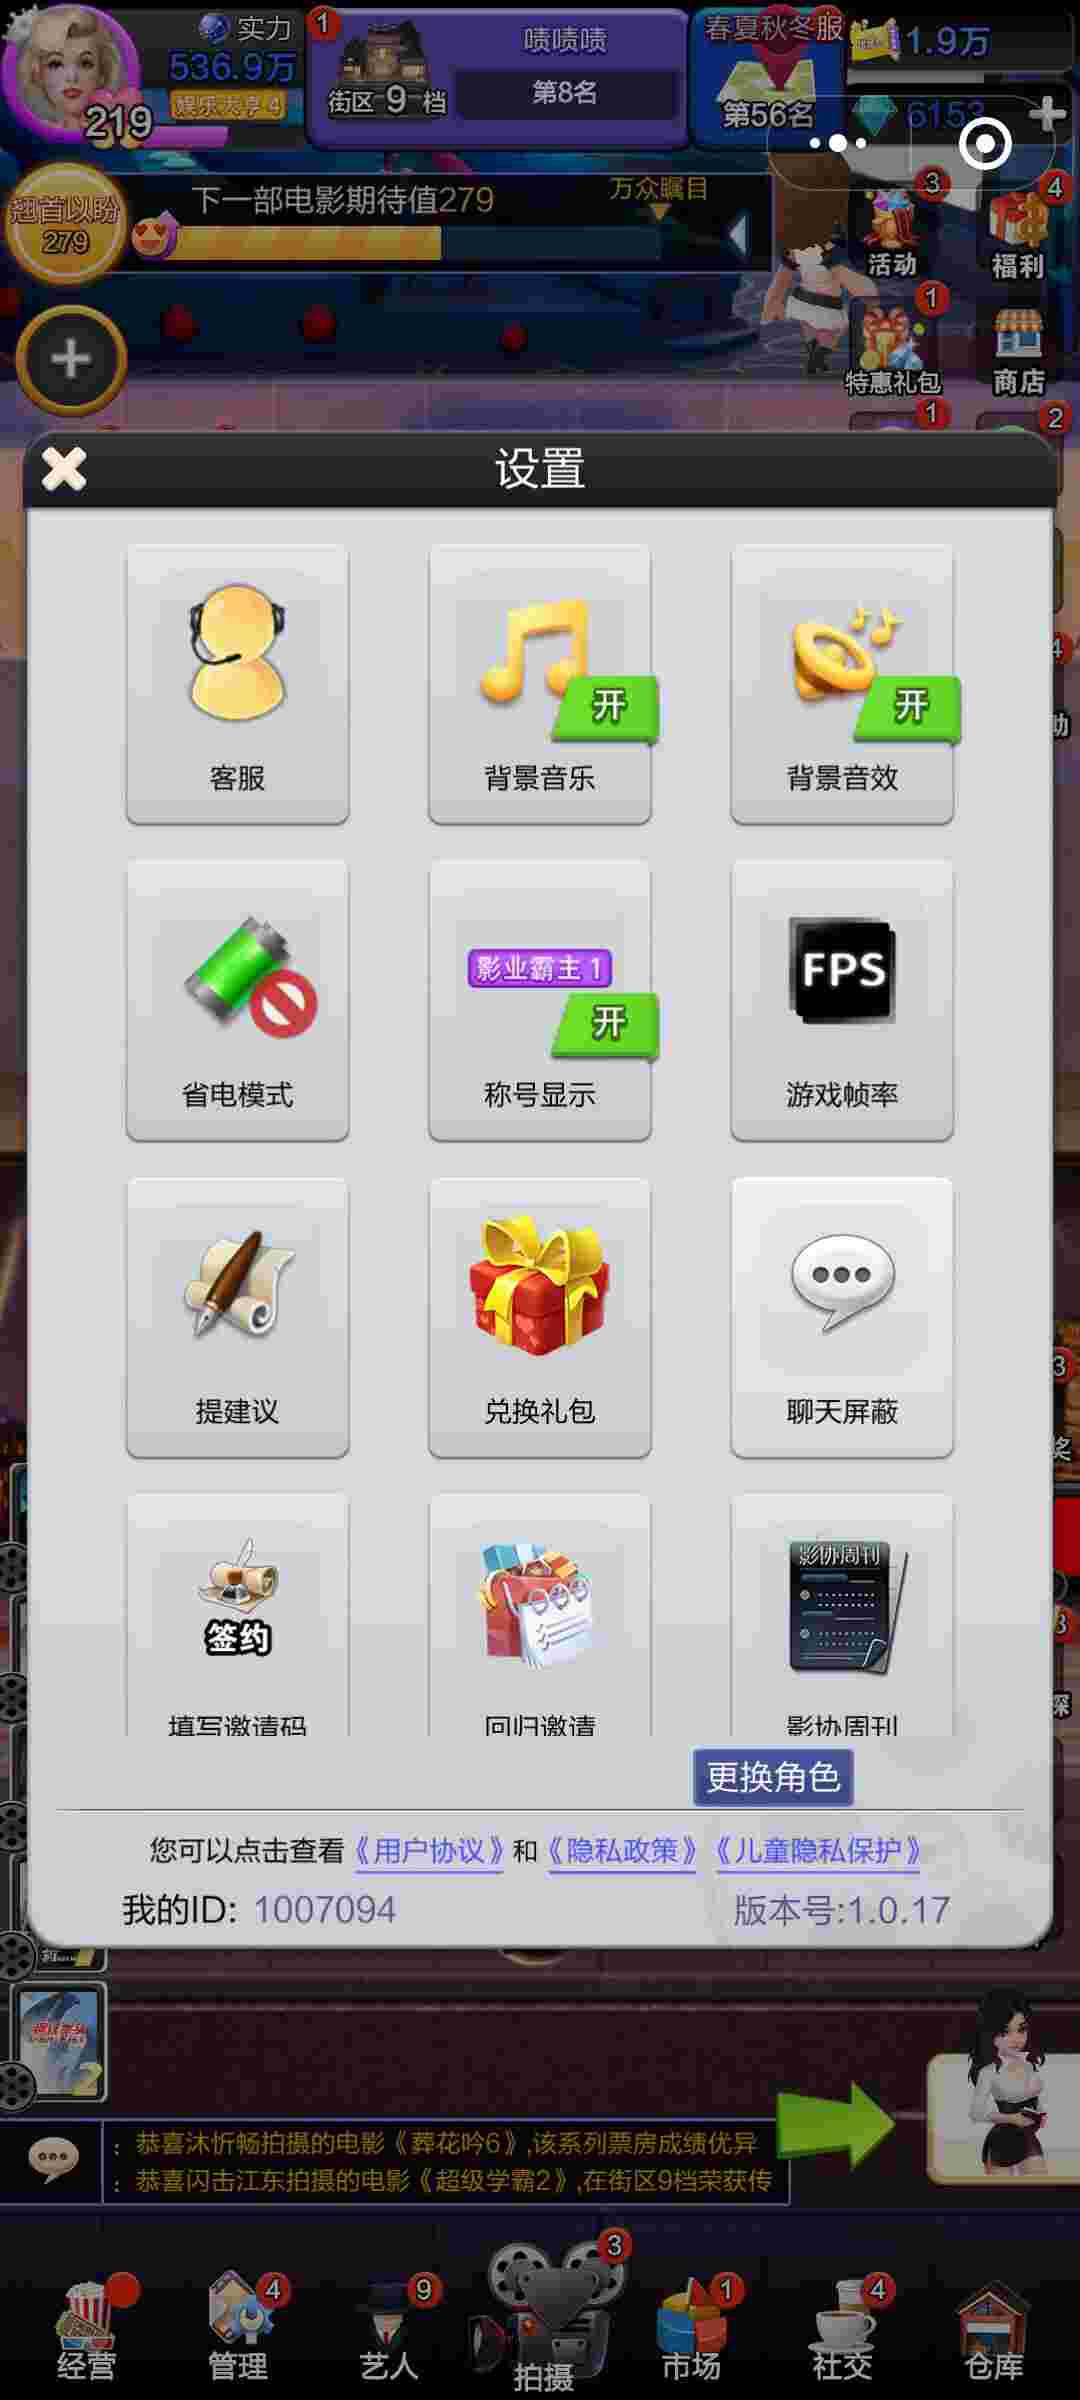 实力
536.9万
娱乐大亨4
219
1
街区9档
啧啧啧
第8名
春夏秋冬服
第56名
1.9万
6153
翘首以盼
279
下一部电影期待值279
万众瞩目
3
活动
4
福利
1
特惠礼包
商店
1
2
设置
客服
开
背景音乐
开
背景音效
4
助
省电模式
影业霸主1
开
称号显示
FPS
游戏帧率
提建议
兑换礼包
聊天屏蔽
3
奖
签约
填写邀请码
回归邀请
影协周刊
影协周刊
3
探
更换角色
您可以点击查看《用户协议》和《隐私政策》《儿童隐私保护》
我的ID: 1007094
版本号:1.0.17
2
：恭喜沐忻畅拍摄的电影《葬花吟6》,该系列票房成绩优异
：恭喜闪击江东拍摄的电影《超级学霸2》,在街区9档荣获传
经营
4
管理
9
艺人
3
拍摄
1
市场
4
社交
仓库